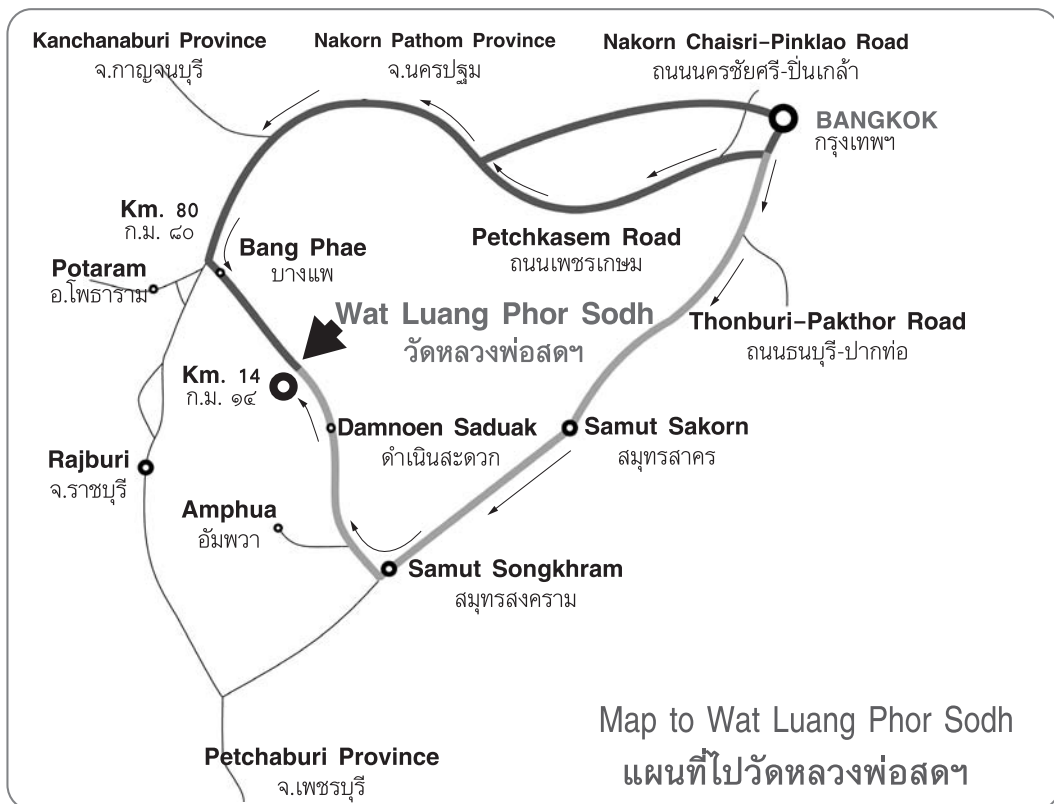 Kanchanaburi Province
จ.กาญจนบุรี
Nakorn Pathom Province
จ.นครปฐม
Nakorn Chaisri-Pinklao Road
ถนนนครชัยศรี-ปิ่นเกล้า
BANGKOK
กรุงเทพฯ
Km. 80
ก.ม. ๘๐
Bang Phae
บางแพ
Petchkasem Road
ถนนเพชรเกษม
Potaram
อ.โพธาราม
Wat Luang Phor Sodh
วัดหลวงพ่อสดฯ
Thonburi-Pakthor Road
ถนนธนบุรี-ปากท่อ
Km. 14
ก.ม. ๑๔
Damnoen Saduak
ดำเนินสะดวก
Samut Sakorn
สมุทรสาคร
Rajburi
จ.ราชบุรี
Amphua
อัมพวา
Samut Songkhram
สมุทรสงคราม
Map to Wat Luang Phor Sodh
แผนที่ไปวัดหลวงพ่อสดฯ
Petchaburi Province
จ.เพชรบุรี